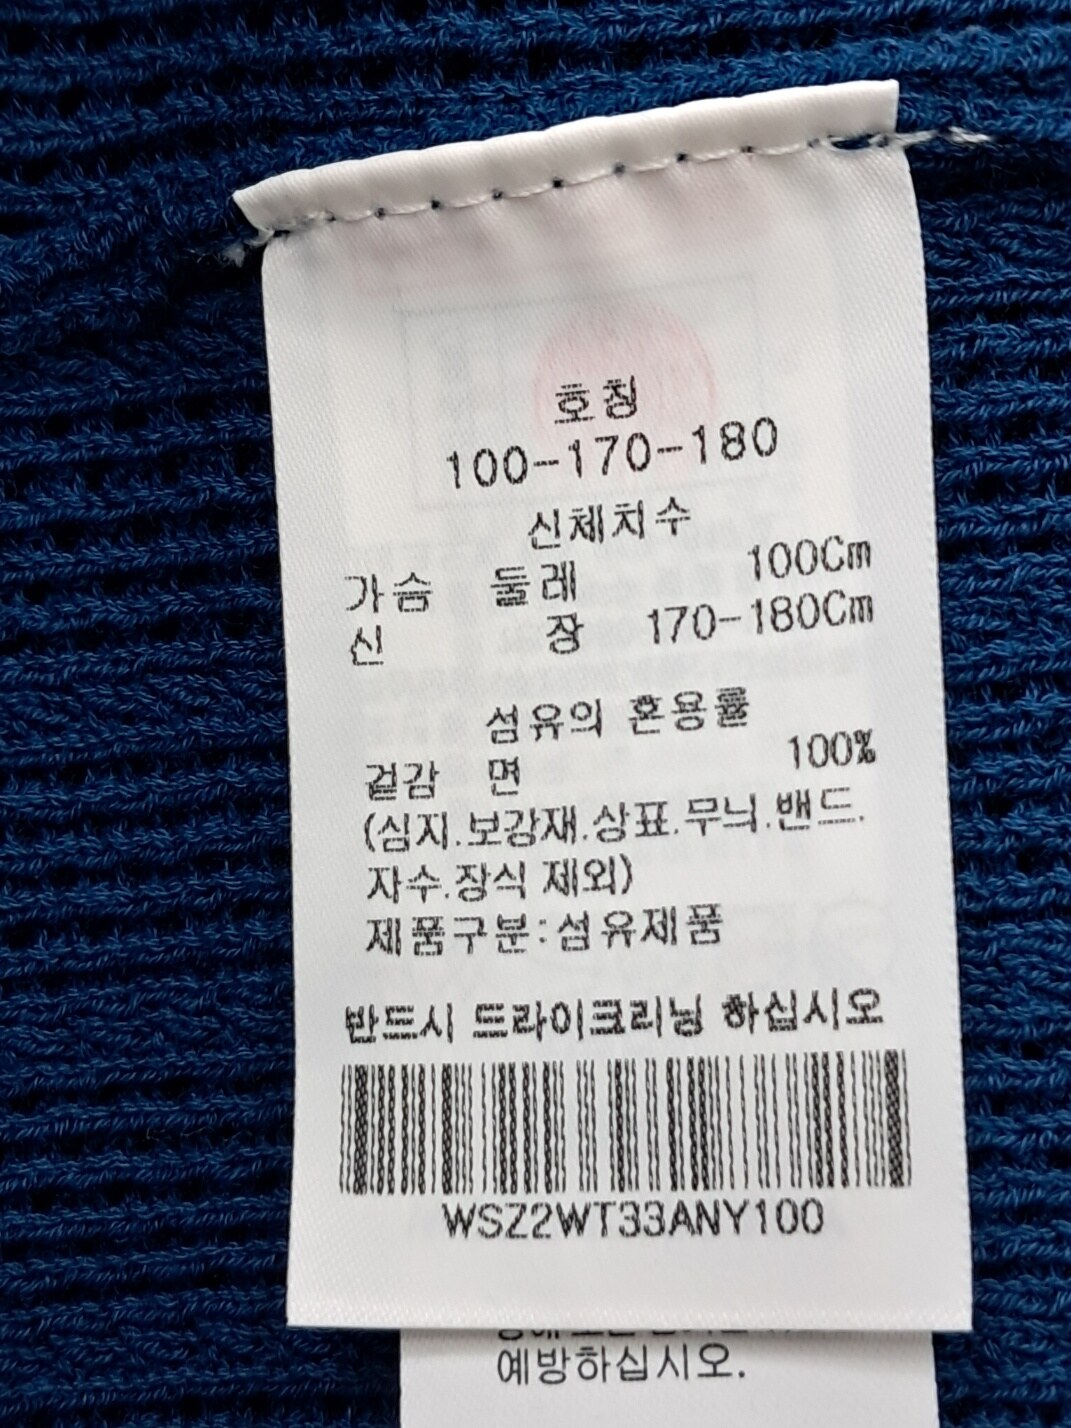 호칭
100-170-180
신체치수
가슴 둘레 100Cm
신 장 170-180Cm
섬유의 혼용률
겉감 면 100%
(심지.보강재.상표.무늬.밴드.
자수.장식 제외)
제품구분:섬유제품
반드시 드라이크리닝 하십시오
WSZ2WT33ANY100
예방하십시오.